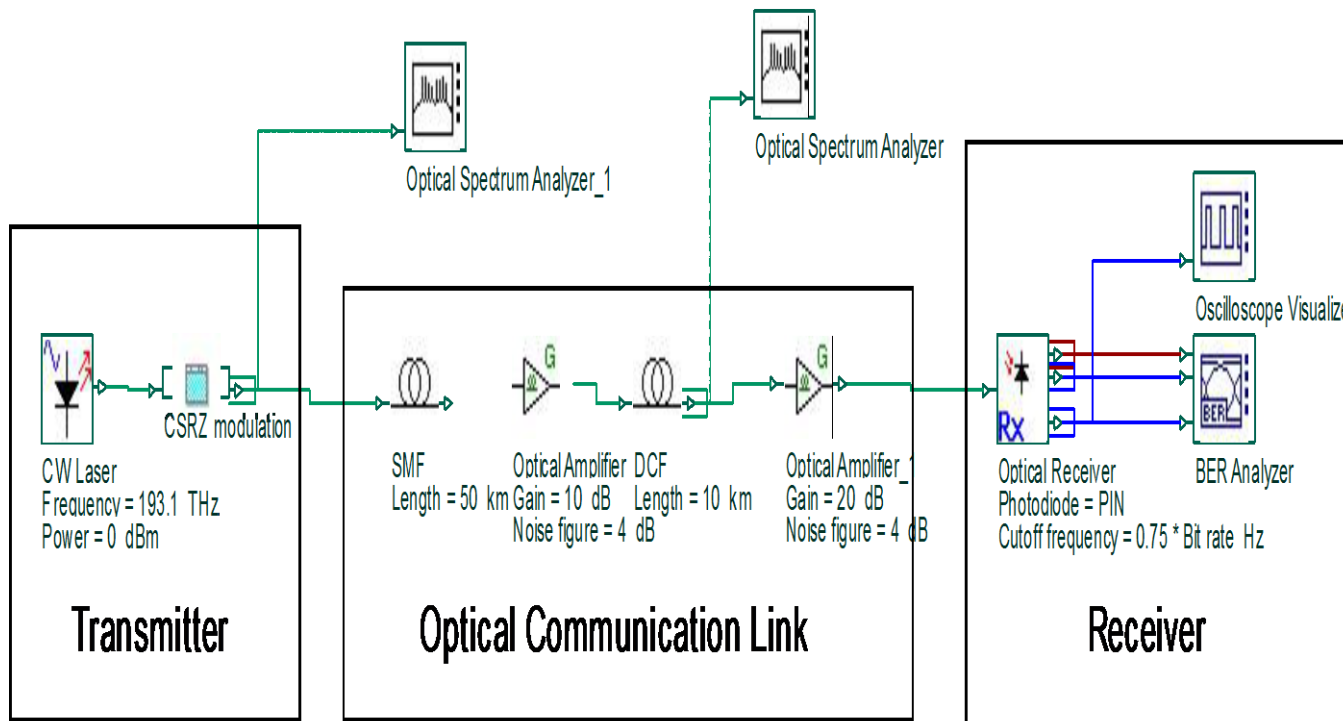 Optical Spectrum Analyzer_1
Optical Spectrum Analyzer
CSRZ modulation
CW Laser
Frequency = 193.1 THz
Power = 0 dBm
Transmitter
SMF
Length = 50 km
G
Optical Amplifier
Gain = 10 dB
Noise figure = 4 dB
DCF
Length = 10 km
G
Optical Amplifier_1
Gain = 20 dB
Noise figure = 4 dB
Optical Communication Link
Oscilloscope Visualize
Rx
Optical Receiver
Photodiode = PIN
Cutoff frequency = 0.75 * Bit rate Hz
BER
BER Analyzer
Receiver